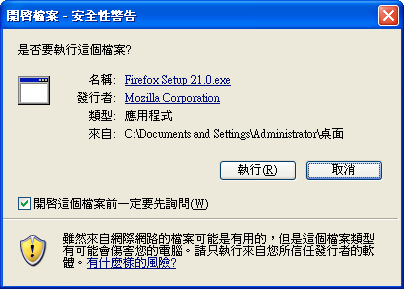 開啓檔案 - 安全性警告
是否要執行這個檔案?
名稱: Firefox Setup 21.0.exe
發行者: Mozilla Corporation
類型: 應用程式
來自: C:\Documents and Settings\Administrator\桌面
執行(R) 取消
開啓這個檔案前一定要先詢問(W)
雖然來自網際網路的檔案可能是有用的，但是這個檔案類型
有可能會傷害您的電腦。請只執行來自您所信任發行者的軟
體。有什麼樣的風險?